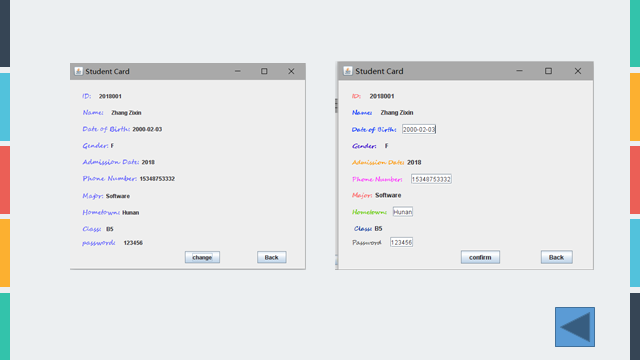 Student Card
ID: 2018001
Name: Zhang Zixin
Date of Birth: 2000-02-03
Gender: F
Admission Date: 2018
Phone Number: 15348753332
Major: Software
Hometown: Hunan
Class: B5
password: 123456
change Back
Student Card
ID: 2018001
Name: Zhang Zixin
Date of Birth: 2000-02-03
Gender: F
Admission Date: 2018
Phone Number: 15348753332
Major: Software
Hometown: Hunan
Class: B5
Password 123456
confirm Back